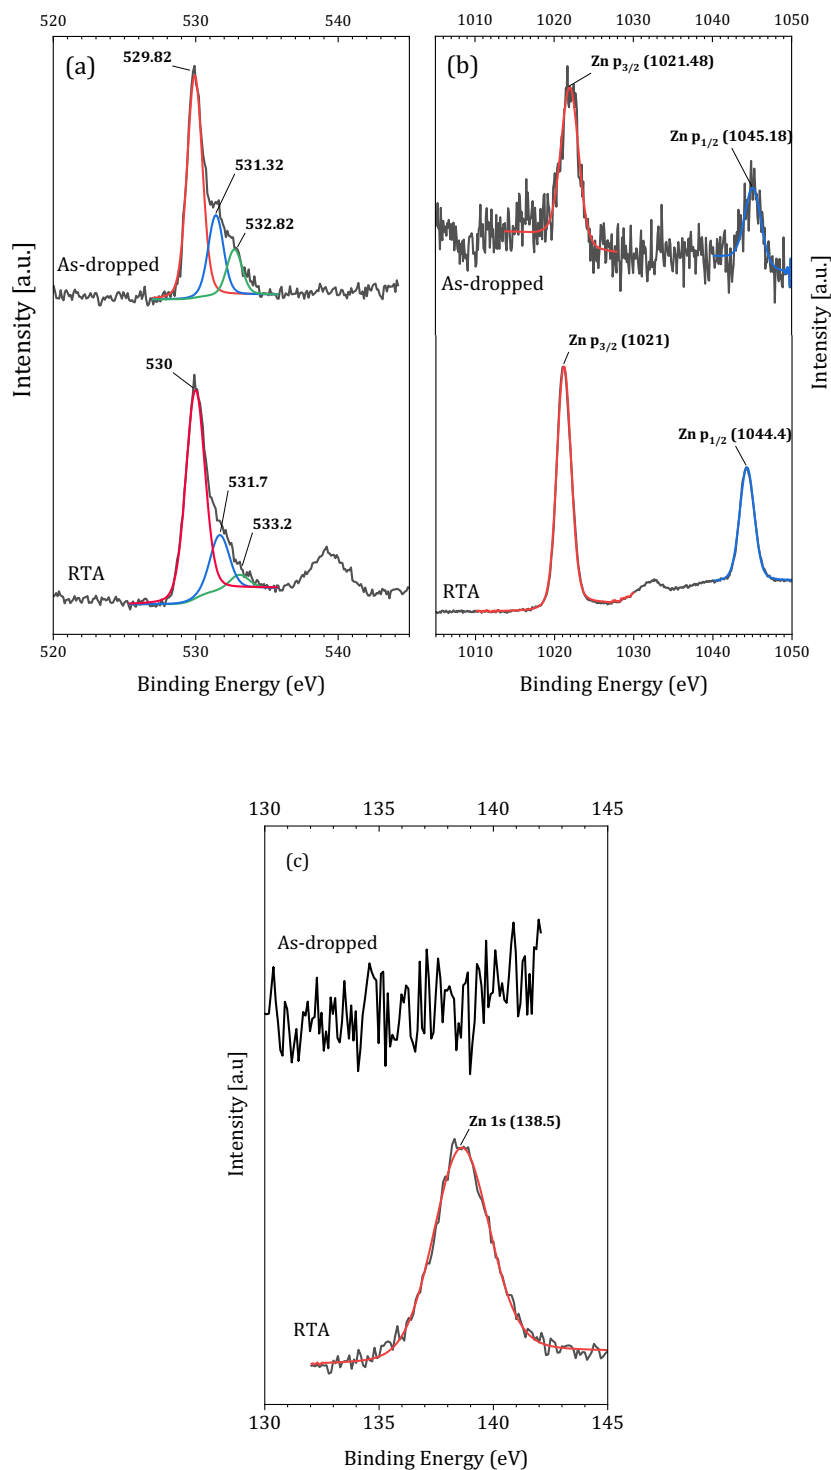 520 530 540
(a)
529.82
531.32
532.82
As-dropped
530
531.7
533.2
RTA
Intensity [a.u.]
520 530 540
Binding Energy (eV)
1010 1020 1030 1040 1050
(b)
Zn p3/2 (1021.48)
Zn p1/2 (1045.18)
As-dropped
Zn p3/2 (1021)
Zn p1/2 (1044.4)
RTA
Intensity [a.u.]
1010 1020 1030 1040 1050
Binding Energy (eV)
130 135 140 145
(c)
As-dropped
Zn 1s (138.5)
RTA
Intensity [a.u]
130 135 140 145
Binding Energy (eV)